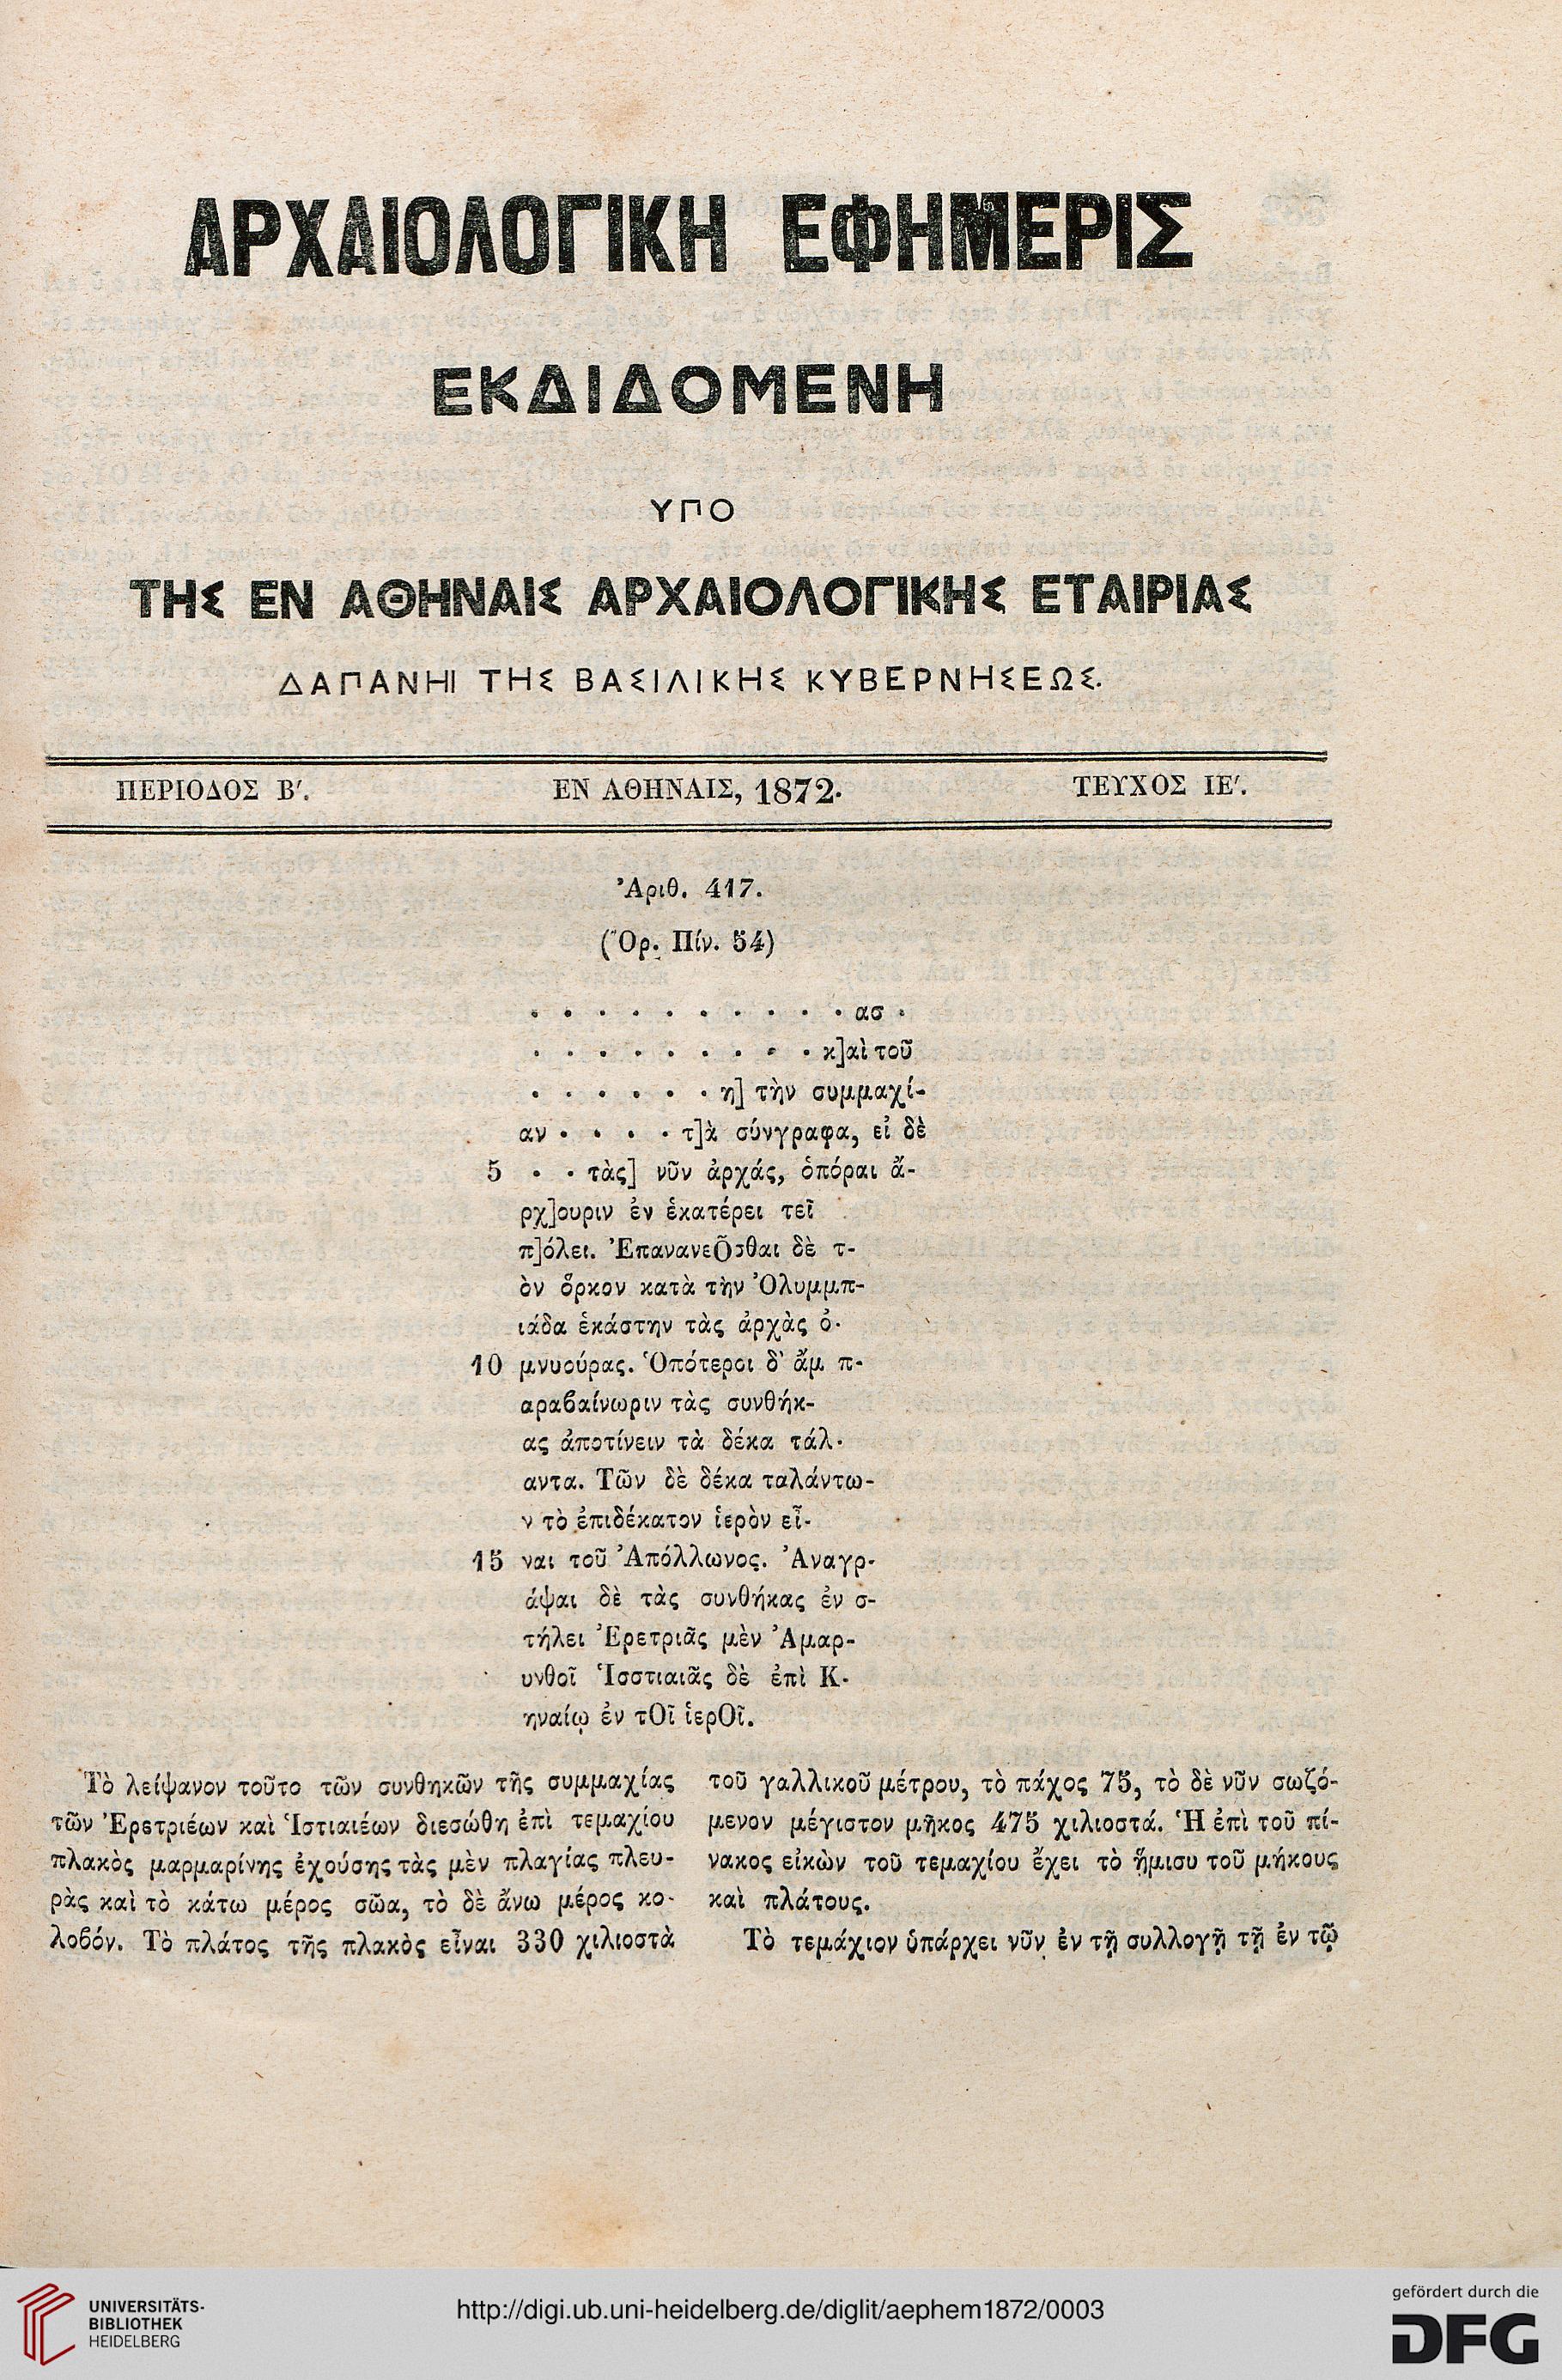 ΑΡΧΑΙΟΛΟΓΙΚΗ ΕΦΗΜΕΡΙΣ
ΕΚΔΙΔΟΜΕΝΗ
ΥΠΟ
ΤΗΣ ΕΝ ΑΘΗΝΑΙΣ ΑΡΧΑΙΟΛΟΓΙΚΗΣ ΕΤΑΙΡΙΑΣ
ΔΑΠΑΝΗΙ ΤΗΣ ΒΑΣΙΛΙΚΗΣ ΚΥΒΕΡΝΗΣΕΩΣ.
ΠΕΡΙΟΔΟΣ Β′. ΕΝ ΑΘΗΝΑΙΣ, 1872. ΤΕΥΧΟΣ ΙΕ′.
Ἀριθ. 417.
(Ὅρ. Πίν. 54)
. . . . . . . . . . ασ .
. . . . . . . . . κ]αὶ τοῦ
. . . . . . η] τὴν συμμαχί-
αν . . . . τ]ὰ σύνγραφα, εἰ δὲ
5 . . τὰς] νῦν ἀρχάς, ὁπόραι ἄ-
ρχ]ουριν ἐν ἑκατέρει τεῖ
π]όλει. ἘπανανεΟ͂σθαι δὲ τ-
ὸν ὅρκον κατὰ τὴν Ὀλυμμπ-
ιάδα ἑκάστην τὰς ἀρχὰς ὀ-
10 μνυούρας. Ὁπότεροι δ' ἄμ π-
αραβαίνωριν τὰς συνθήκ-
ας ἀποτίνειν τὰ δέκα τάλ-
αντα. Τῶν δὲ δέκα ταλάντω-
ν τὸ ἐπιδέκατον ἱερὸν εἶ-
15 ναι τοῦ Ἀπόλλωνος. Ἀναγρ-
άψαι δὲ τὰς συνθήκας ἐν σ-
τήλει Ἐρετριᾶς μὲν Ἀμαρ-
υνθοῖ Ἱσστιαιᾶς δὲ ἐπὶ Κ-
ηναίῳ ἐν τΟῖ ἱερΟῖ.
Τὸ λείψανον τοῦτο τῶν συνθηκῶν τῆς συμμαχίας
τῶν Ἐρετριέων καὶ Ἱστιαιέων διεσώθη ἐπὶ τεμαχίου
πλακὸς μαρμαρίνης ἐχούσης τὰς μὲν πλαγίας πλευ-
ρὰς καὶ τὸ κάτω μέρος σῶα, τὸ δὲ ἄνω μέρος κο-
λοβόν. Τὸ πλάτος τῆς πλακὸς εἶναι 330 χιλιοστὰ
τοῦ γαλλικοῦ μέτρου, τὸ πάχος 75, τὸ δὲ νῦν σωζό-
μενον μέγιστον μῆκος 475 χιλιοστά. Ἡ ἐπὶ τοῦ πί-
νακος εἰκὼν τοῦ τεμαχίου ἔχει τὸ ἥμισυ τοῦ μήκους
καὶ πλάτους.
Τὸ τεμάχιον ὑπάρχει νῦν ἐν τῇ συλλογῇ τῇ ἐν τῷ
UNIVERSITÄTS-
BIBLIOTHEK
HEIDELBERG
http://digi.ub.uni-heidelberg.de/diglit/aephem1872/0003
gefördert durch die
DFG